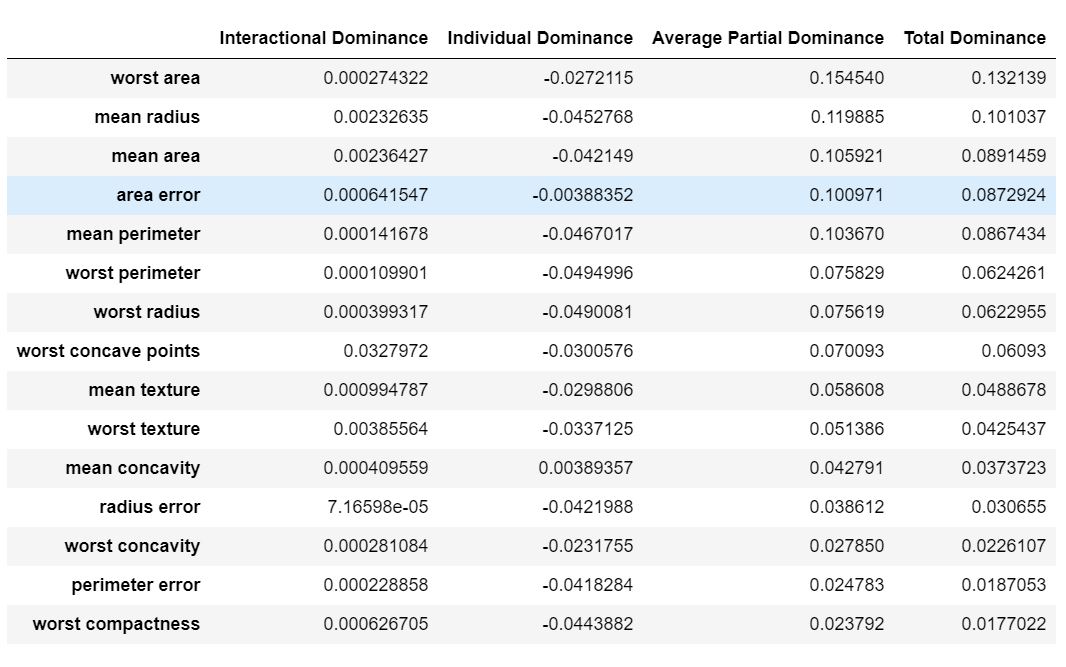 Interactional Dominance Individual Dominance Average Partial Dominance Total Dominance
worst area 0.000274322 -0.0272115 0.154540 0.132139
mean radius 0.00232635 -0.0452768 0.119885 0.101037
mean area 0.00236427 -0.042149 0.105921 0.0891459
area error 0.000641547 -0.00388352 0.100971 0.0872924
mean perimeter 0.000141678 -0.0467017 0.103670 0.0867434
worst perimeter 0.000109901 -0.0494996 0.075829 0.0624261
worst radius 0.000399317 -0.0490081 0.075619 0.0622955
worst concave points 0.0327972 -0.0300576 0.070093 0.06093
mean texture 0.000994787 -0.0298806 0.058608 0.0488678
worst texture 0.00385564 -0.0337125 0.051386 0.0425437
mean concavity 0.000409559 0.00389357 0.042791 0.0373723
radius error 7.16598e-05 -0.0421988 0.038612 0.030655
worst concavity 0.000281084 -0.0231755 0.027850 0.0226107
perimeter error 0.000228858 -0.0418284 0.024783 0.0187053
worst compactness 0.000626705 -0.0443882 0.023792 0.0177022